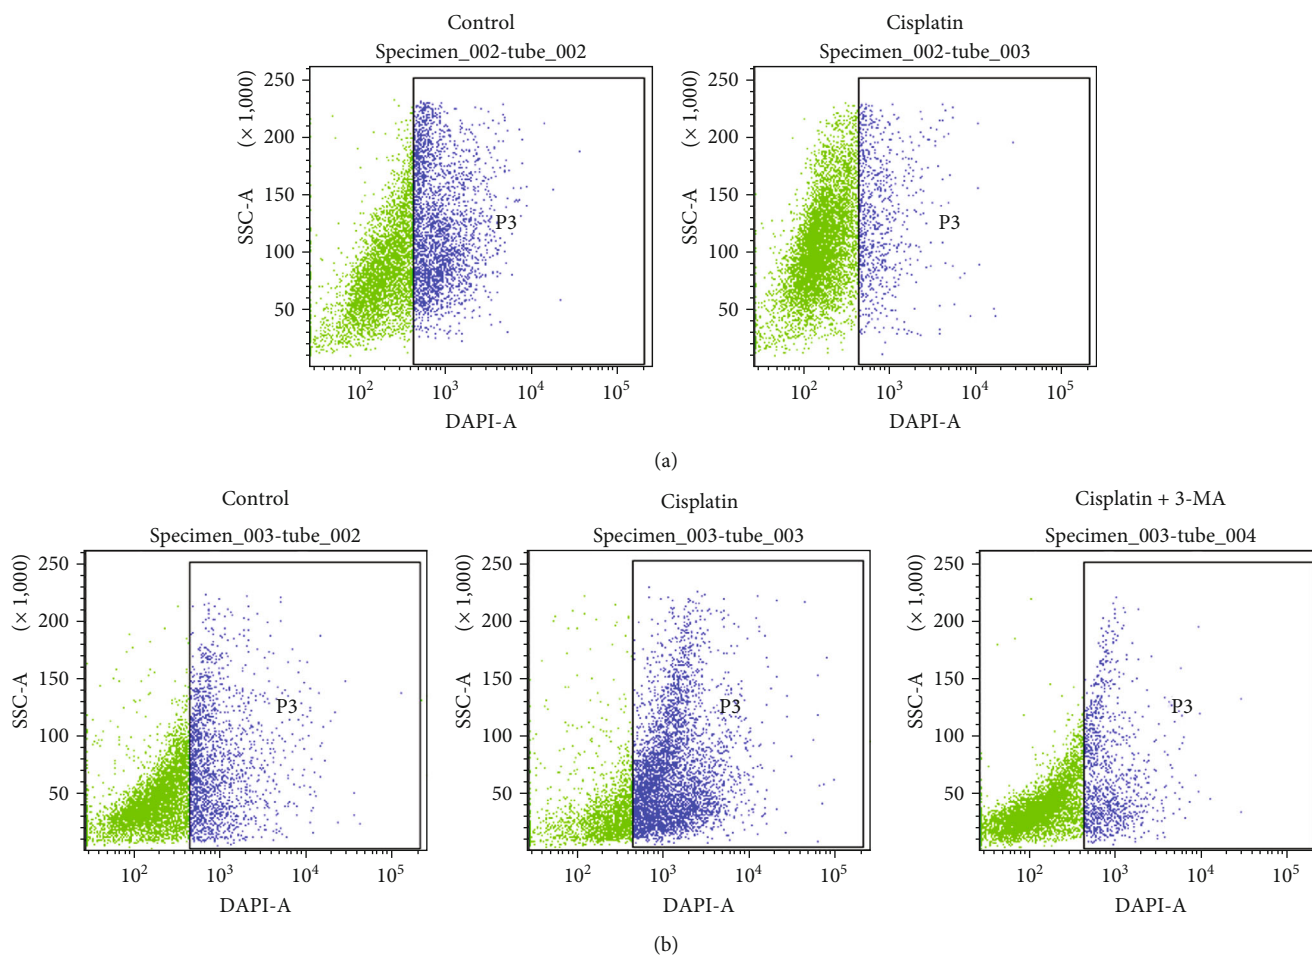 Control
Specimen_002-tube_002
Cisplatin
Specimen_002-tube_003
(× 1,000)
SSC-A
250
200
150
100
50
P3
10² 10³ 10⁴ 10⁵
DAPI-A
(× 1,000)
SSC-A
250
200
150
100
50
P3
10² 10³ 10⁴ 10⁵
DAPI-A
(a)
Control
Specimen_003-tube_002
Cisplatin
Specimen_003-tube_003
Cisplatin + 3-MA
Specimen_003-tube_004
(× 1,000)
SSC-A
250
200
150
100
50
P3
10² 10³ 10⁴ 10⁵
DAPI-A
(× 1,000)
SSC-A
250
200
150
100
50
P3
10² 10³ 10⁴ 10⁵
DAPI-A
(× 1,000)
SSC-A
250
200
150
100
50
P3
10² 10³ 10⁴ 10⁵
DAPI-A
(b)